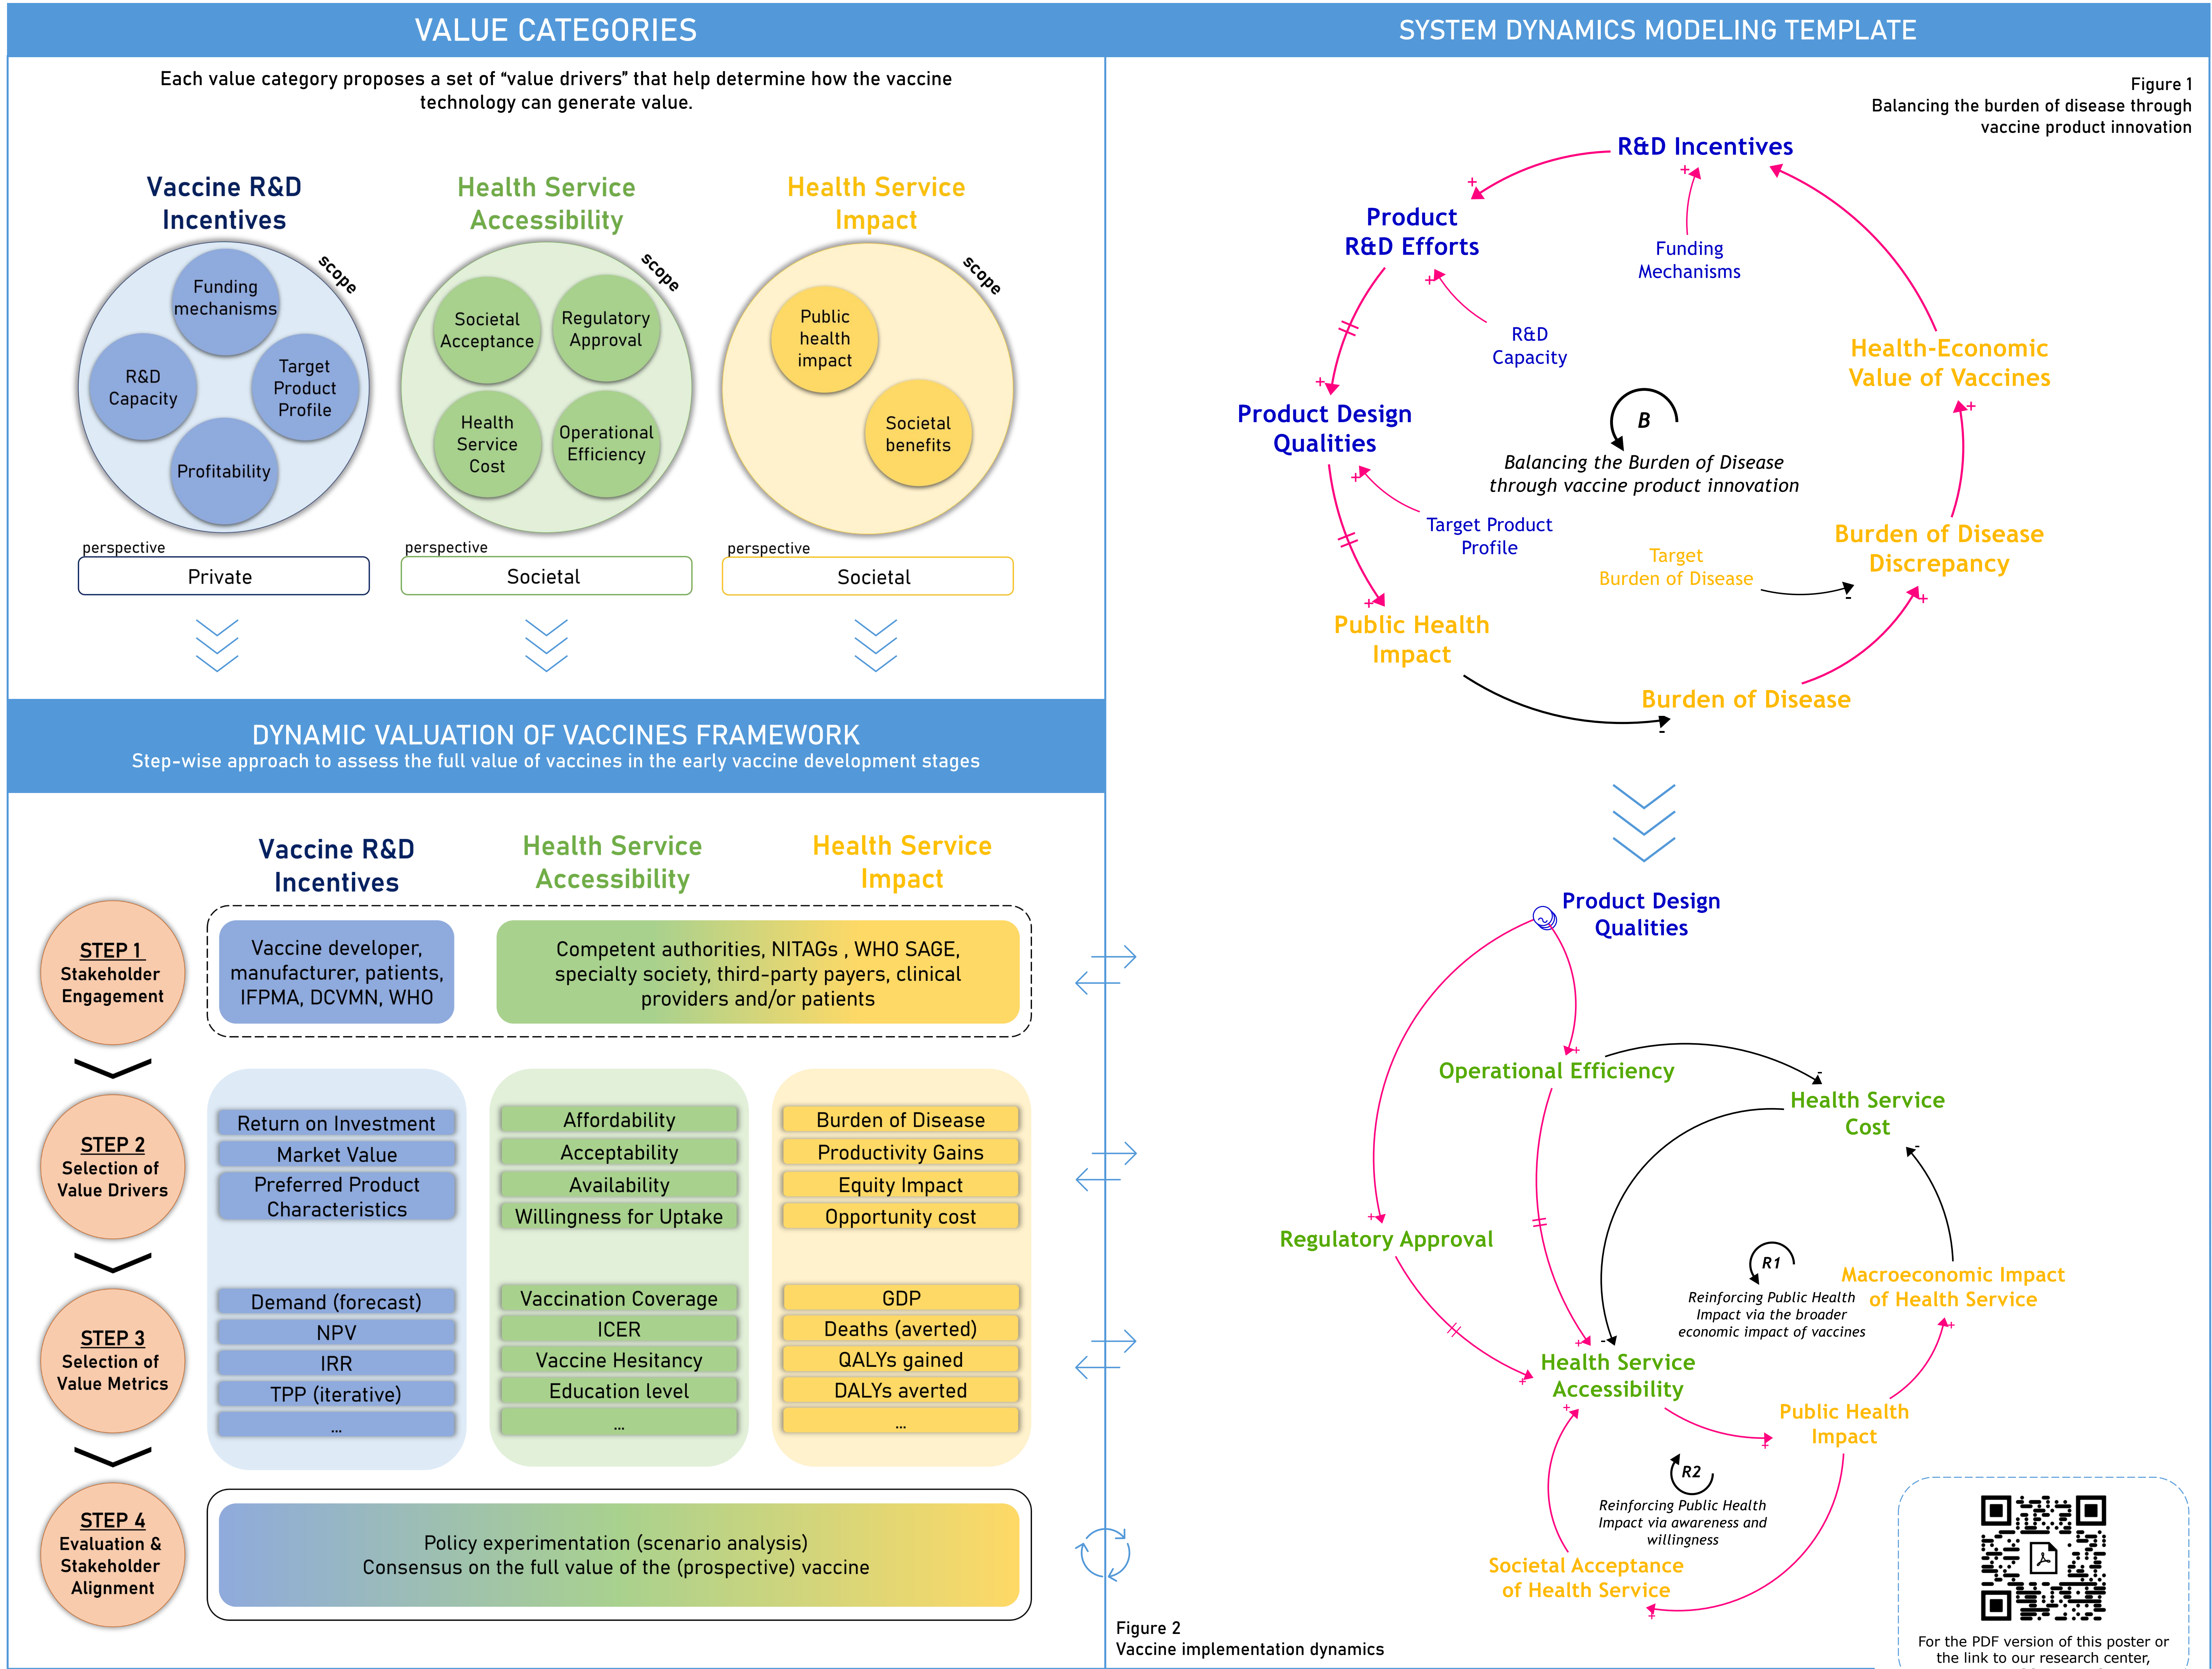 VALUE CATEGORIES
Each value category proposes a set of “value drivers” that help determine how the vaccine
technology can generate value.
Vaccine R&D
Incentives
scope
Funding
mechanisms
R&D
Capacity
Target
Product
Profile
Profitability
perspective
Private
Health Service
Accessibility
scope
Societal
Acceptance
Regulatory
Approval
Health
Service
Cost
Operational
Efficiency
perspective
Societal
Health Service
Impact
scope
Public
health
impact
Societal
benefits
perspective
Societal
DYNAMIC VALUATION OF VACCINES FRAMEWORK
Step-wise approach to assess the full value of vaccines in the early vaccine development stages
Vaccine R&D
Incentives
Health Service
Accessibility
Health Service
Impact
STEP 1
Stakeholder
Engagement
Vaccine developer,
manufacturer, patients,
IFPMA, DCVMN, WHO
Competent authorities, NITAGs , WHO SAGE,
specialty society, third-party payers, clinical
providers and/or patients
STEP 2
Selection of
Value Drivers
Return on Investment
Market Value
Preferred Product
Characteristics
Affordability
Acceptability
Availability
Willingness for Uptake
Burden of Disease
Productivity Gains
Equity Impact
Opportunity cost
STEP 3
Selection of
Value Metrics
Demand (forecast)
NPV
IRR
TPP (iterative)
...
Vaccination Coverage
ICER
Vaccine Hesitancy
Education level
...
GDP
Deaths (averted)
QALYs gained
DALYs averted
...
STEP 4
Evaluation &
Stakeholder
Alignment
Policy experimentation (scenario analysis)
Consensus on the full value of the (prospective) vaccine
SYSTEM DYNAMICS MODELING TEMPLATE
Figure 1
Balancing the burden of disease through
vaccine product innovation
R&D Incentives
+
+
Product
R&D Efforts
Funding
Mechanisms
+
R&D
Capacity
Health-Economic
Value of Vaccines
+
+
Product Design
Qualities
B
Balancing the Burden of Disease
through vaccine product innovation
+
Target Product
Profile
Burden of Disease
Discrepancy
Target
Burden of Disease
-
+
+
Public Health
Impact
Burden of Disease
-
Product Design
Qualities
+
Operational Efficiency
-
Health Service
Cost
-
+
Regulatory Approval
R1
Reinforcing Public Health
Impact via the broader
economic impact of vaccines
Macroeconomic Impact
of Health Service
+
-
+
Health Service
Accessibility
+
+
Public Health
Impact
+
R2
Reinforcing Public Health
Impact via awareness and
willingness
Societal Acceptance
of Health Service
+
Figure 2
Vaccine implementation dynamics
For the PDF version of this poster or
the link to our research center,